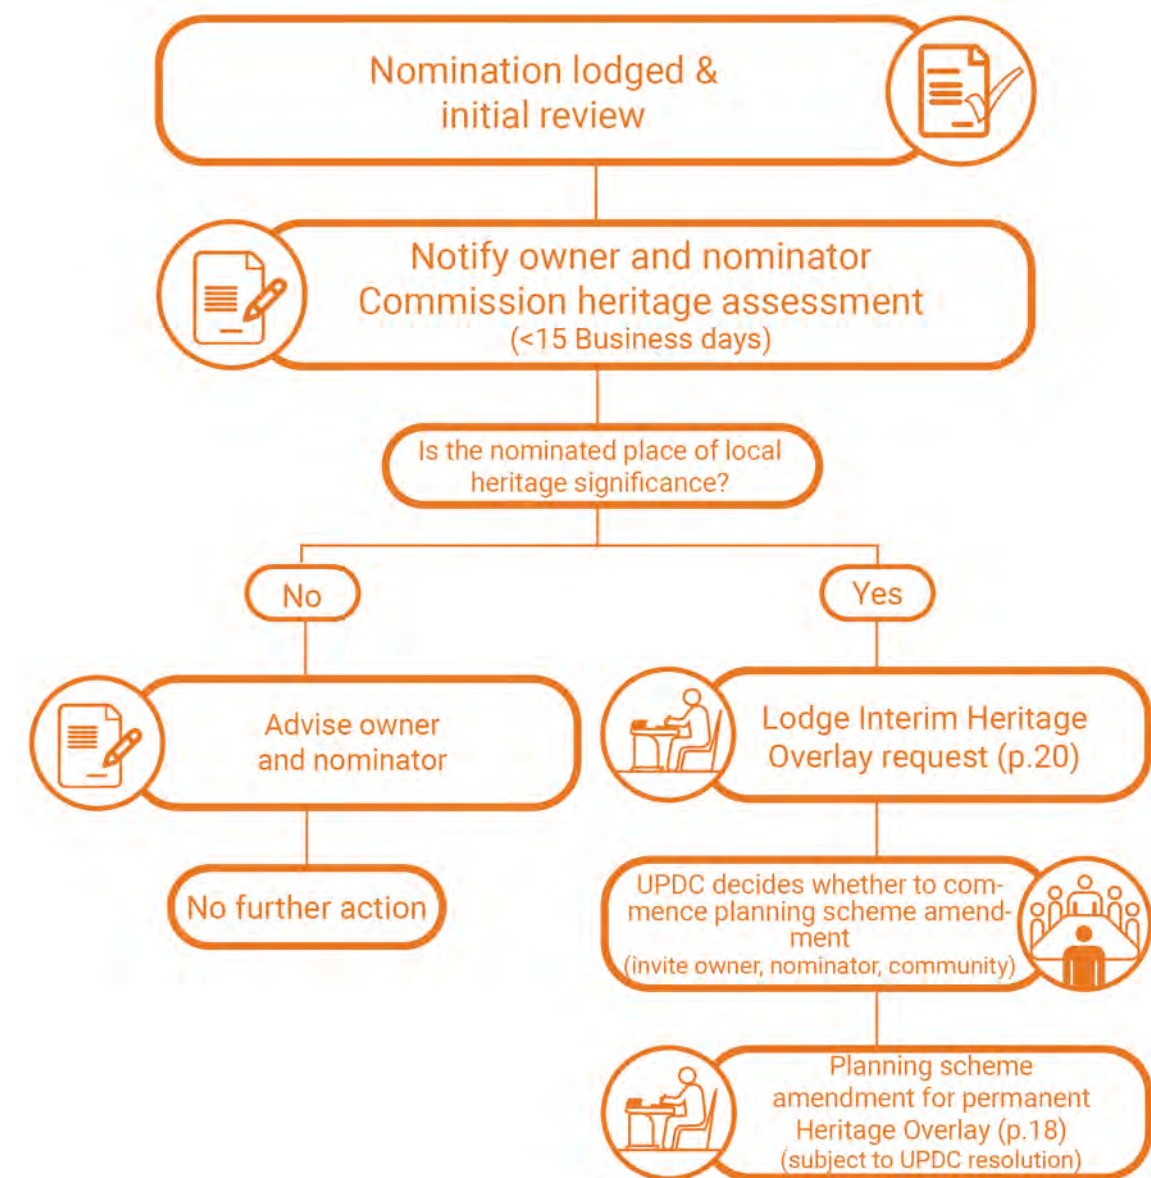 Nomination lodged &
initial review
Notify owner and nominator
Commission heritage assessment
(<15 Business days)
Is the nominated place of local
heritage significance?
No
Yes
Advise owner
and nominator
No further action
Lodge Interim Heritage
Overlay request (p.20)
UPDC decides whether to com-
mence planning scheme amend-
ment
(invite owner, nominator, community)
Planning scheme
amendment for permanent
Heritage Overlay (p.18)
(subject to UPDC resolution)